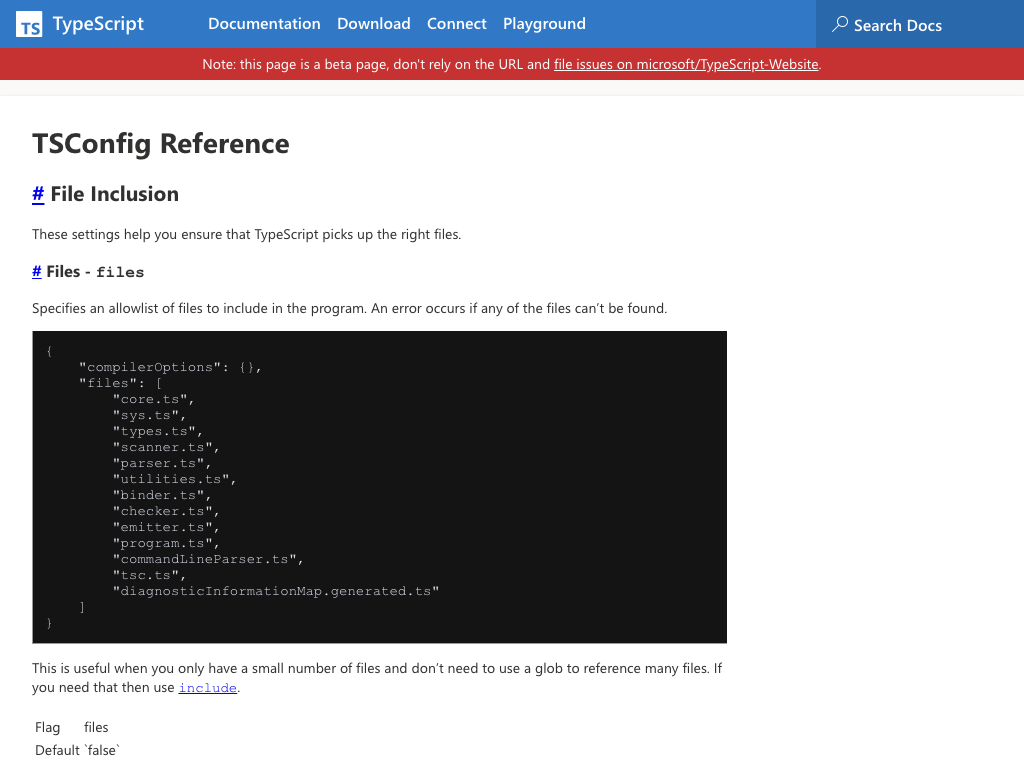 TS TypeScript Documentation Download Connect Playground Search Docs
Note: this page is a beta page, don't rely on the URL and file issues on microsoft/TypeScript-Website.
TSConfig Reference
# File Inclusion
These settings help you ensure that TypeScript picks up the right files.
# Files - files
Specifies an allowlist of files to include in the program. An error occurs if any of the files can’t be found.
{
    "compilerOptions": {},
    "files": [
        "core.ts",
        "sys.ts",
        "types.ts",
        "scanner.ts",
        "parser.ts",
        "utilities.ts",
        "binder.ts",
        "checker.ts",
        "emitter.ts",
        "program.ts",
        "commandLineParser.ts",
        "tsc.ts",
        "diagnosticInformationMap.generated.ts"
    ]
}
This is useful when you only have a small number of files and don’t need to use a glob to reference many files. If
you need that then use include.
Flag files
Default `false`